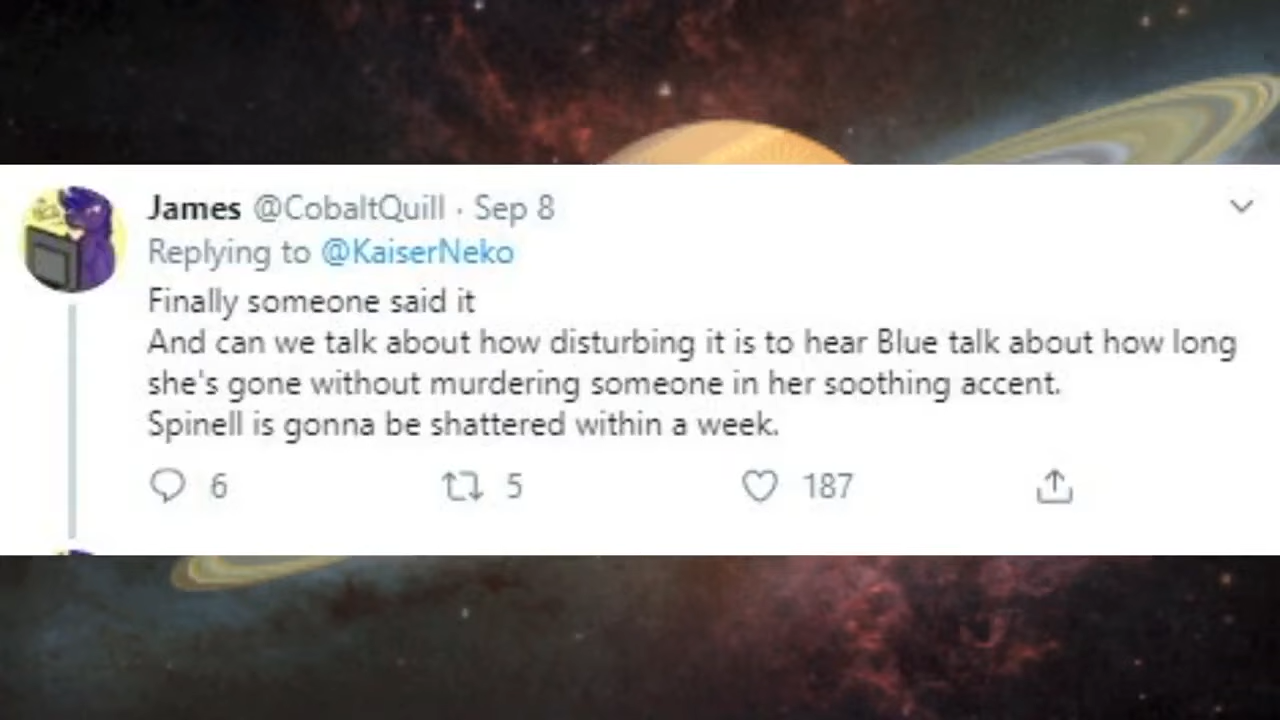 James @CobaltQuill · Sep 8
Replying to @KaiserNeko
Finally someone said it
And can we talk about how disturbing it is to hear Blue talk about how long
she's gone without murdering someone in her soothing accent.
Spinell is gonna be shattered within a week.
6 5 187